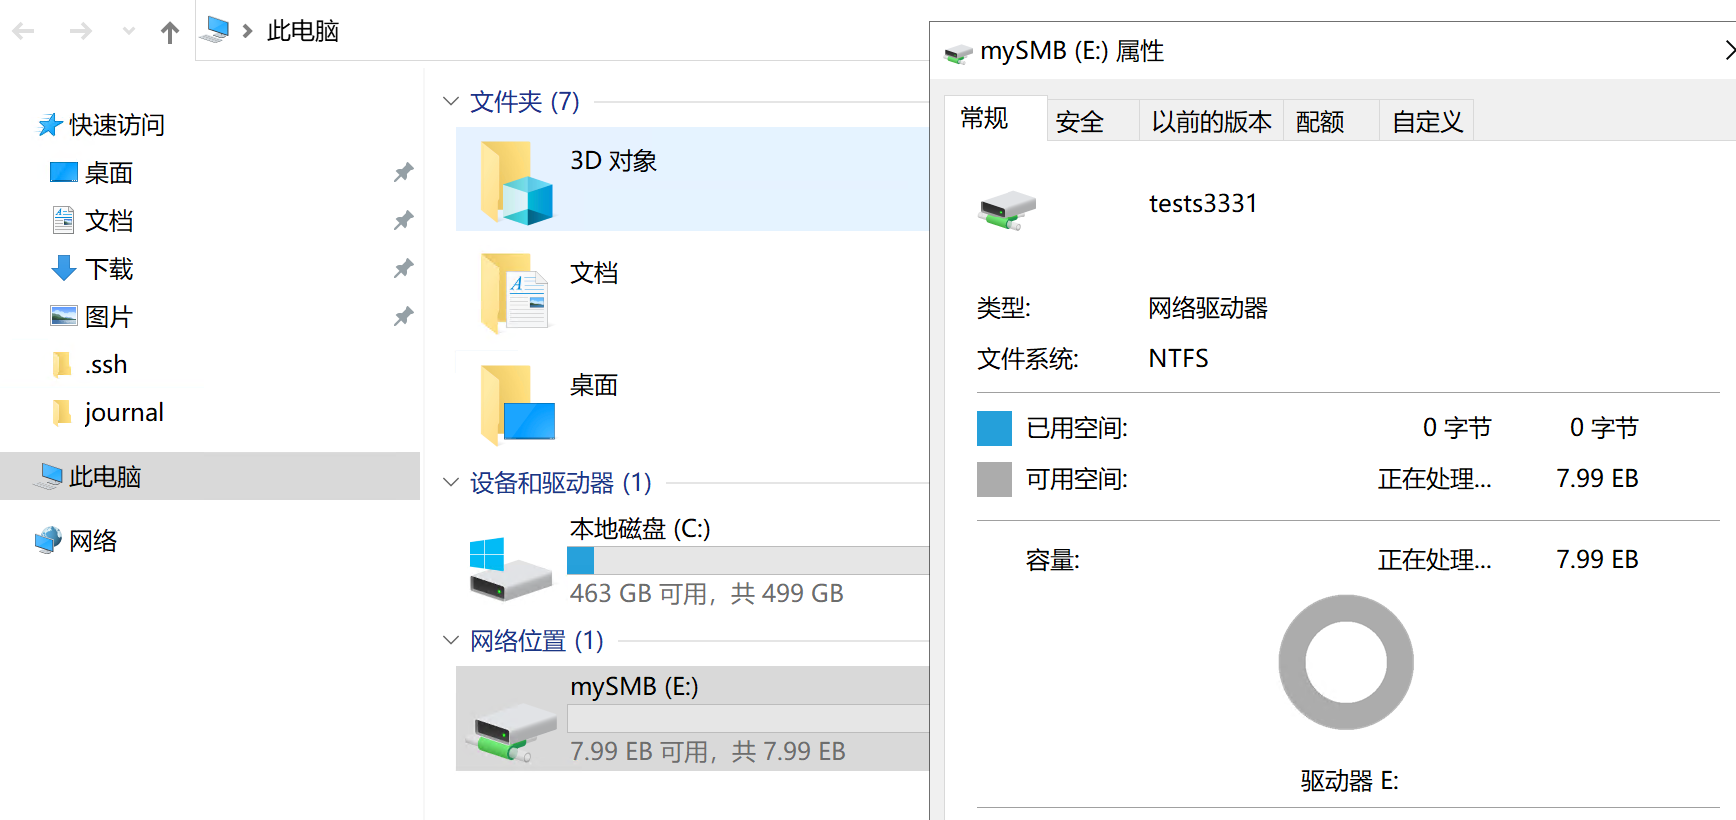 此电脑
快速访问
桌面
文档
下载
图片
.ssh
journal
此电脑
网络
文件夹 (7)
3D 对象
文档
桌面
设备和驱动器 (1)
本地磁盘 (C:)
463 GB 可用，共 499 GB
网络位置 (1)
mySMB (E:)
7.99 EB 可用，共 7.99 EB
mySMB (E:) 属性
常规 安全 以前的版本 配额 自定义
tests3331
类型: 网络驱动器
文件系统: NTFS
已用空间: 0 字节 0 字节
可用空间: 正在处理... 7.99 EB
容量: 正在处理... 7.99 EB
驱动器 E: